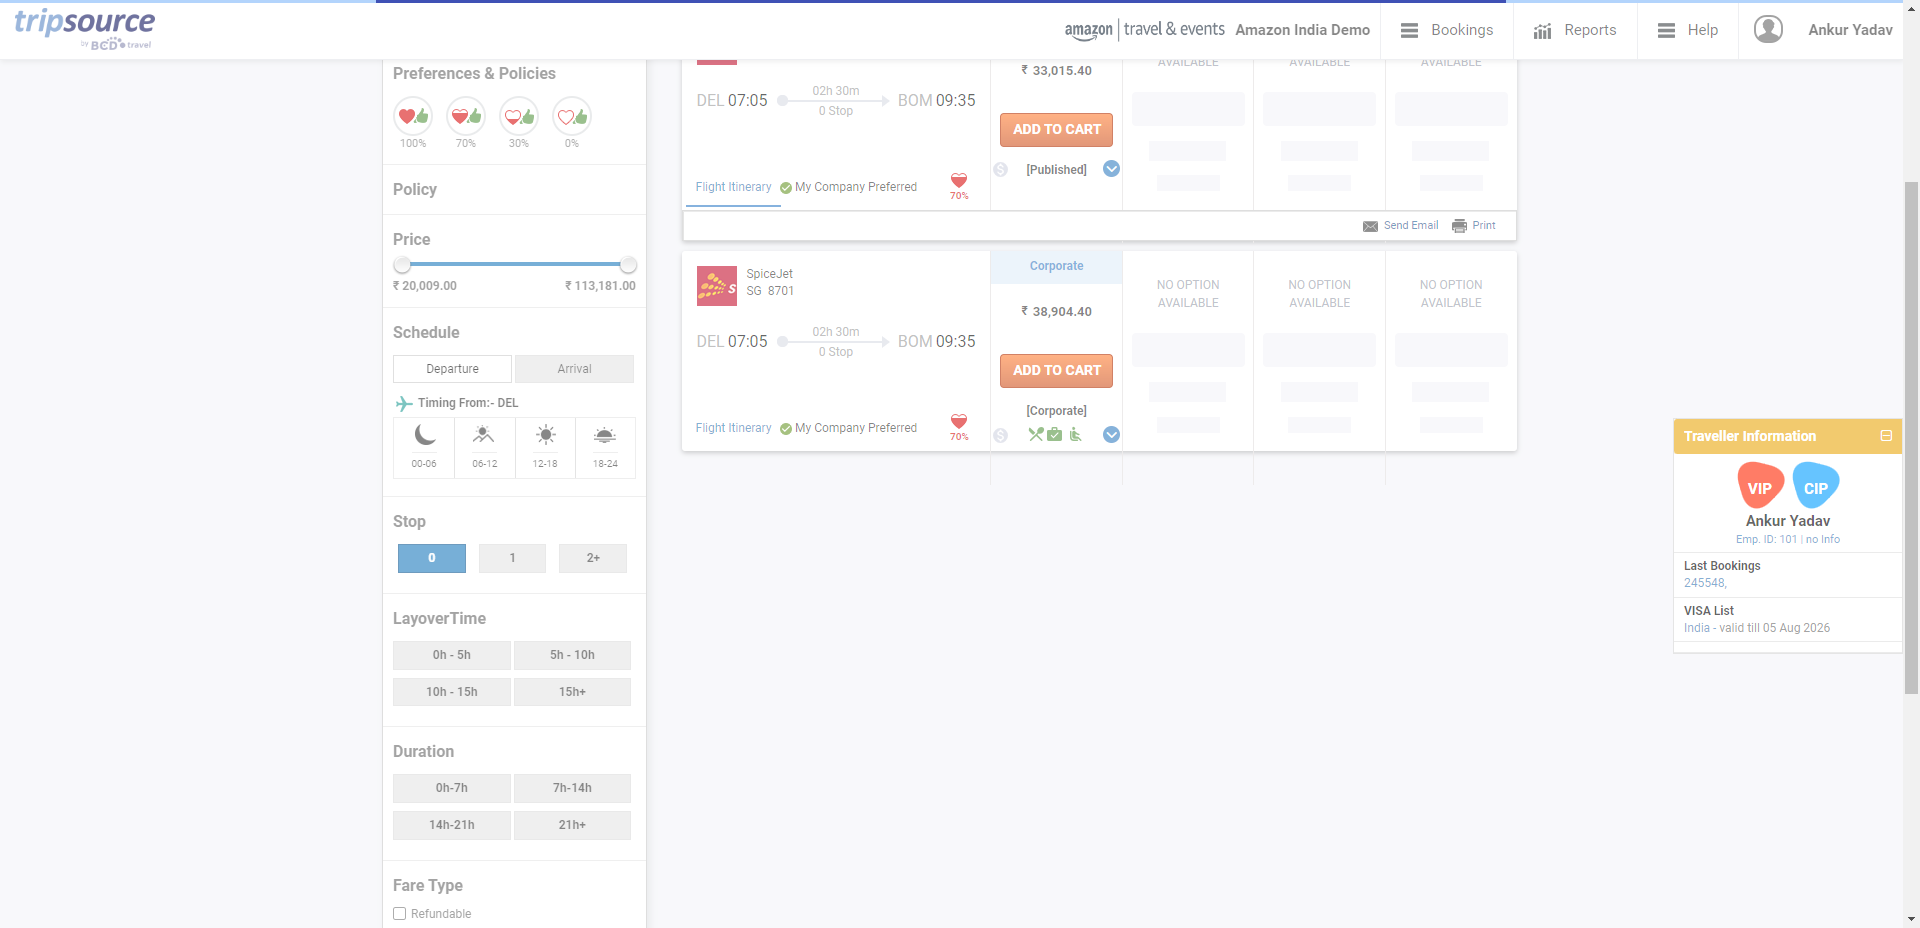 tripsource
by BCD travel
amazon | travel & events
Amazon India Demo
Bookings
Reports
Help
Ankur Yadav
Preferences & Policies
100%
70%
30%
0%
Policy
Price
₹ 20,009.00
₹ 113,181.00
Schedule
Departure
Arrival
Timing From:- DEL
00-06
06-12
12-18
18-24
Stop
0
1
2+
LayoverTime
0h - 5h
5h - 10h
10h - 15h
15h+
Duration
0h-7h
7h-14h
14h-21h
21h+
Fare Type
Refundable
DEL 07:05
02h 30m
0 Stop
BOM 09:35
Flight Itinerary
My Company Preferred
70%
₹ 33,015.40
ADD TO CART
[Published]
AVAILABLE
AVAILABLE
AVAILABLE
Send Email
Print
SpiceJet
SG 8701
DEL 07:05
02h 30m
0 Stop
BOM 09:35
Flight Itinerary
My Company Preferred
70%
Corporate
₹ 38,904.40
ADD TO CART
[Corporate]
NO OPTION
AVAILABLE
NO OPTION
AVAILABLE
NO OPTION
AVAILABLE
Traveller Information
VIP
CIP
Ankur Yadav
Emp. ID: 101 | no Info
Last Bookings
245548,
VISA List
India - valid till 05 Aug 2026